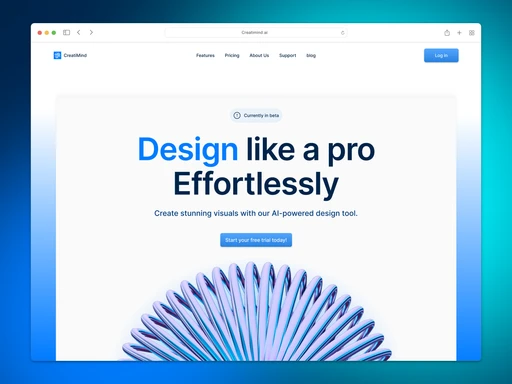 Creatimind.ai
CreatiMind
Features Pricing About Us Support blog
Log In
Currently in beta
Design like a pro
Effortlessly
Create stunning visuals with our AI-powered design tool.
Start your free trial today!